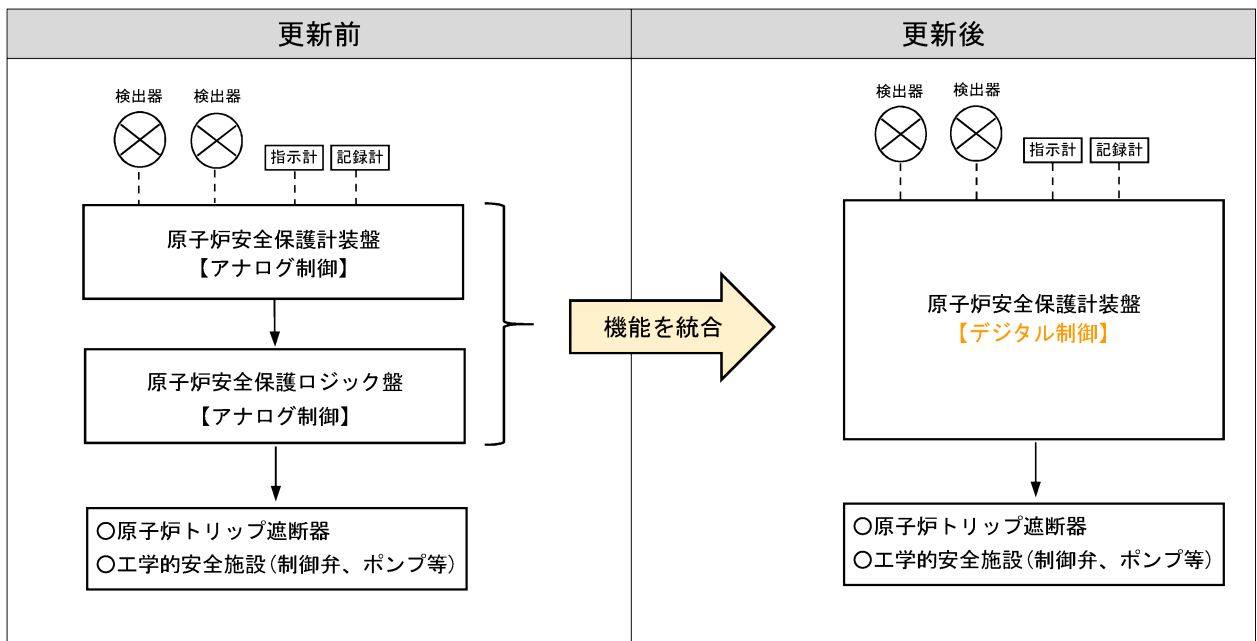 更新前
検出器
検出器
指示計
記録計
原子炉安全保護計装盤
【アナログ制御】
原子炉安全保護ロジック盤
【アナログ制御】
○原子炉トリップ遮断器
○工学的安全施設(制御弁、ポンプ等)
機能を統合
更新後
検出器
検出器
指示計
記録計
原子炉安全保護計装盤
【デジタル制御】
○原子炉トリップ遮断器
○工学的安全施設(制御弁、ポンプ等)